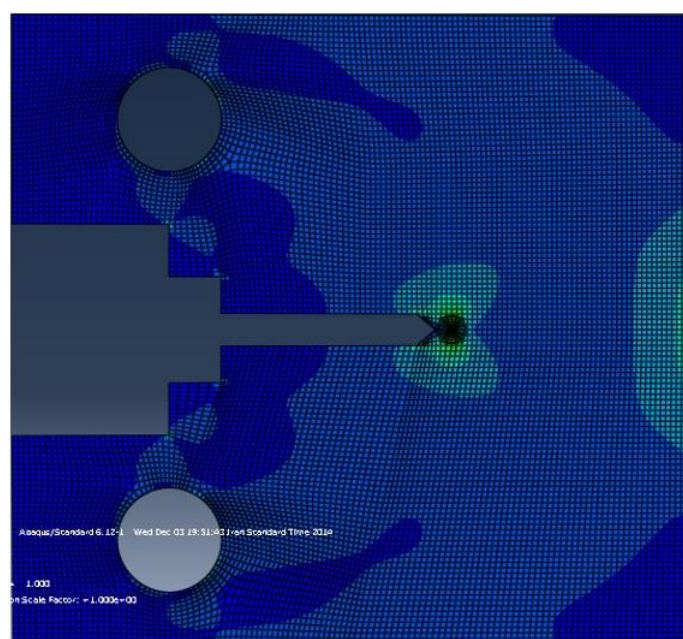 Abaqus/Standard 6.12-1 Wed Dec 03 19:51:43 Iran Standard Time 2014
1.000
on Scale Factor: +1.000e+00